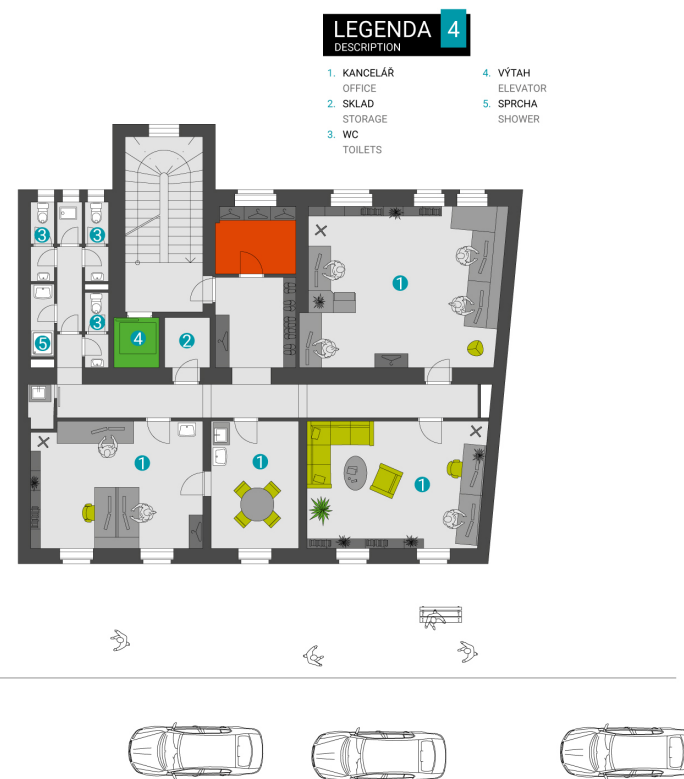 LEGENDA 4
DESCRIPTION
1. KANCELÁŘ
OFFICE
2. SKLAD
STORAGE
3. WC
TOILETS
4. VÝTAH
ELEVATOR
5. SPRCHA
SHOWER
3 3
1
3
4
2
5
1
1
1